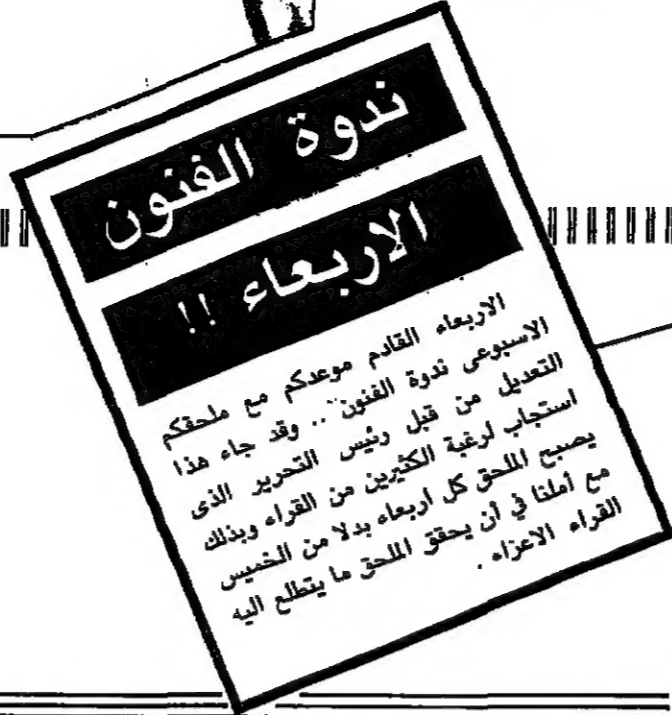 ندوة الفنون
الاربعاء !!
الاربعاء القادم موعدكم مع ملحقكم
الاسبوعى ندوة الفنون .. وقد جاء هذا
التعديل من قبل رئيس التحرير الذى
استجاب لرغبة الكثيرين من القراء وبذلك
يصبح الملحق كل اربعاء بدلا من الخميس
مع أملنا في أن يحقق الملحق ما يتطلع اليه
القراء الاعزاء .